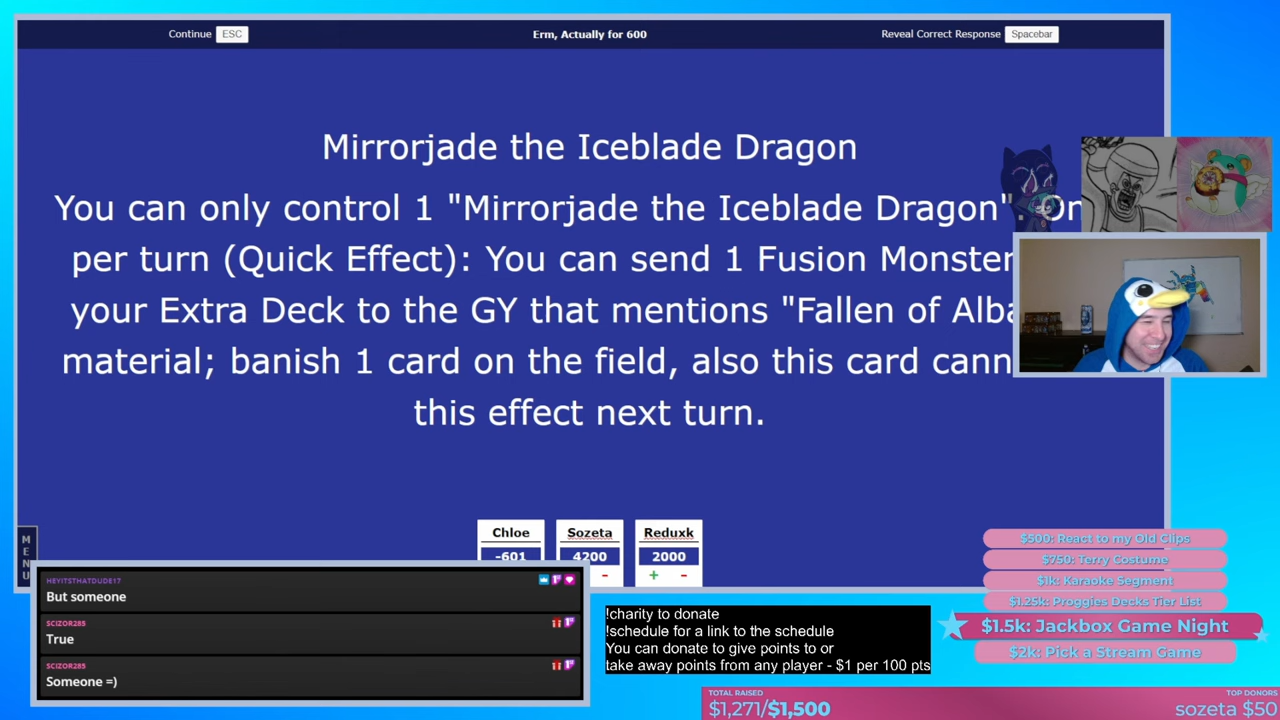 Continue ESC
Erm, Actually for 600
Reveal Correct Response Spacebar
Mirrorjade the Iceblade Dragon
You can only control 1 "Mirrorjade the Iceblade Dragon".
per turn (Quick Effect): You can send 1 Fusion Monster
your Extra Deck to the GY that mentions "Fallen of
material; banish 1 card on the field, also this card
this effect next turn.
MENU
Chloe
-601
Sozeta
4200
-
Reduxk
2000
+ -
HEYITSTHATDUDE17
But someone
SCIZOR285
True
SCIZOR285
Someone =)
!charity to donate
!schedule for a link to the schedule
You can donate to give points to or
take away points from any player - $1 per 100 pts
$500: React to my Old Clips
$750: Terry Costume
$1k: Karaoke Segment
$1.25k: Proggies Decks Tier List
$1.5k: Jackbox Game Night
$2k: Pick a Stream Game
TOTAL RAISED
$1,271/$1,500
TOP DONORS
sozeta $50